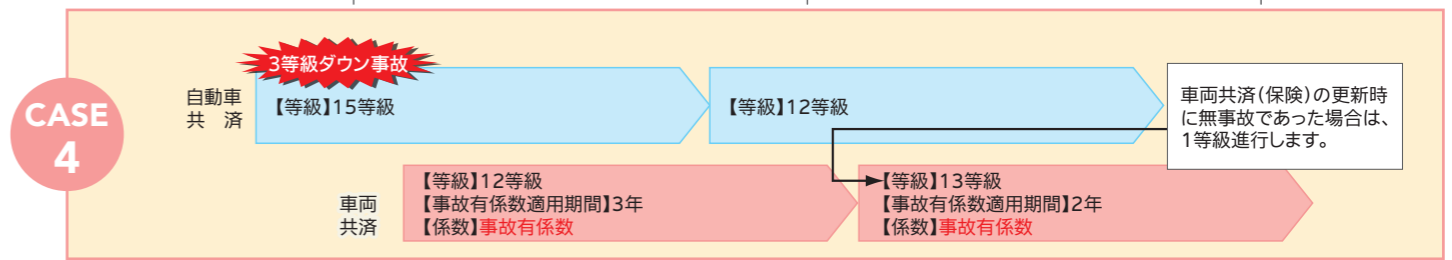 CASE
4
3等級ダウン事故
自動車
共　済
【等級】15等級
【等級】12等級
車両共済(保険)の更新時
に無事故であった場合は、
1等級進行します。
車両
共済
【等級】12等級
【事故有係数適用期間】3年
【係数】事故有係数
【等級】13等級
【事故有係数適用期間】2年
【係数】事故有係数